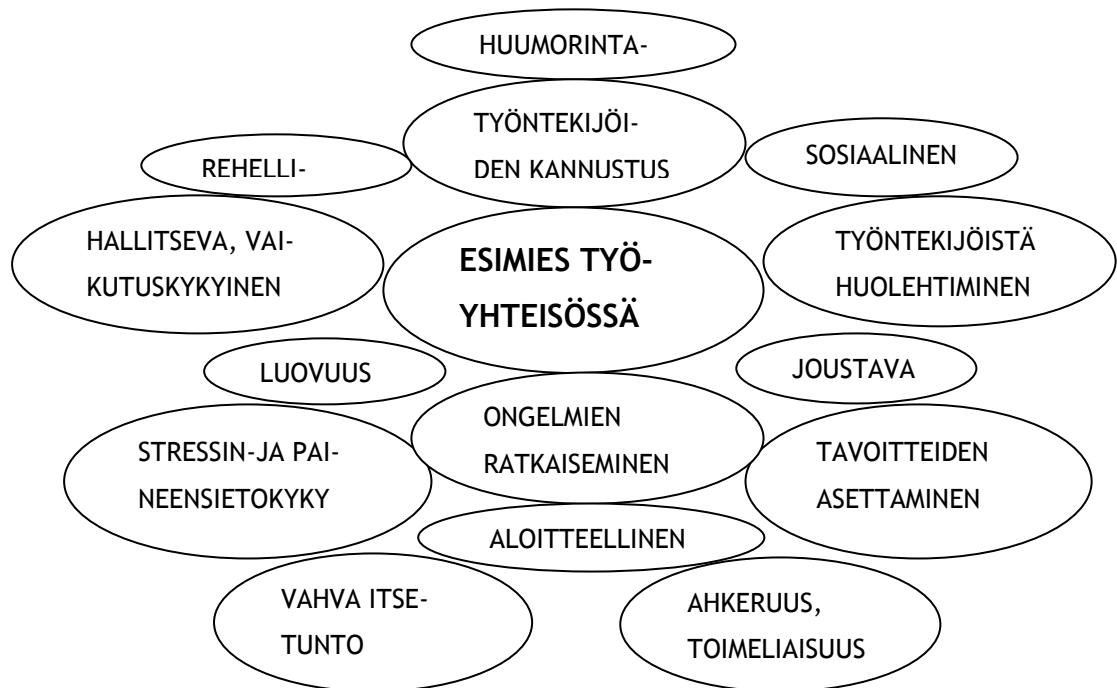 HUUMORINTA-
TYÖNTEKIJÖI-
DEN KANNUSTUS
SOSIAALINEN
REHELLI-
HALLITSEVA, VAI-
KUTUSKYKYINEN
ESIMIES TYÖ-
YHTEISÖSSÄ
TYÖNTEKIJÖISTÄ
HUOLEHTIMINEN
LUOVUUS
JOUSTAVA
ONGELMIEN
RATKAISEMINEN
STRESSIN-JA PAI-
NEENSIETOKYKY
TAVOITTEIDEN
ASETTAMINEN
ALOITTEELLINEN
VAHVA ITSE-
TUNTO
AHKERUUS,
TOIMELIAISUUS